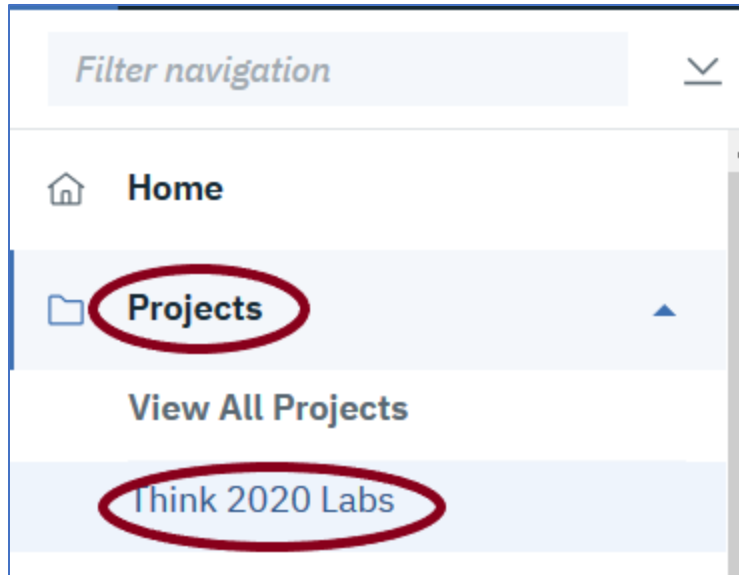 Filter navigation
Home
Projects
View All Projects
Think 2020 Labs